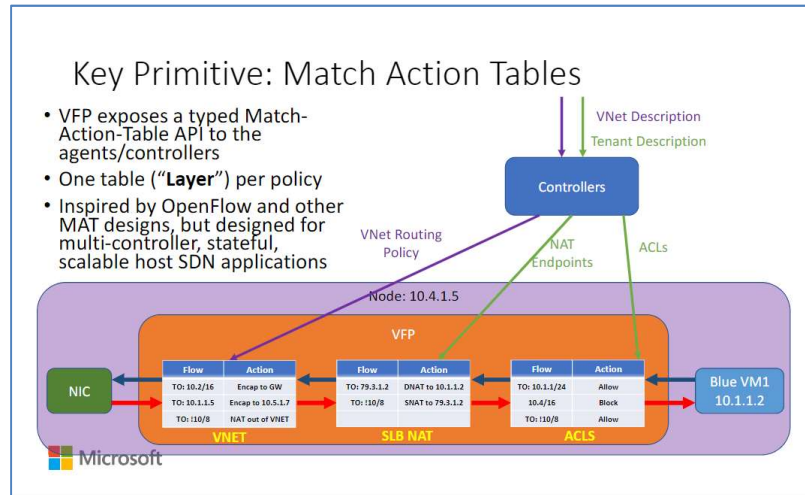 Key Primitive: Match Action Tables
• VFP exposes a typed Match-
Action-Table API to the
agents/controllers
• One table (“Layer”) per policy
• Inspired by OpenFlow and other
MAT designs, but designed for
multi-controller, stateful,
scalable host SDN applications
VNet Description
Tenant Description
Controllers
VNet Routing
Policy
NAT
Endpoints
ACLs
Node: 10.4.1.5
VFP
NIC
Flow Action
TO: 10.2/16 Encap to GW
TO: 10.1.1.5 Encap to 10.5.1.7
TO: !10/8 NAT out of VNET
VNET
Flow Action
TO: 79.3.1.2 DNAT to 10.1.1.2
TO: !10/8 SNAT to 79.3.1.2
SLB NAT
Flow Action
TO: 10.1.1/24 Allow
10.4/16 Block
TO: !10/8 Allow
ACLS
Blue VM1
10.1.1.2
Microsoft